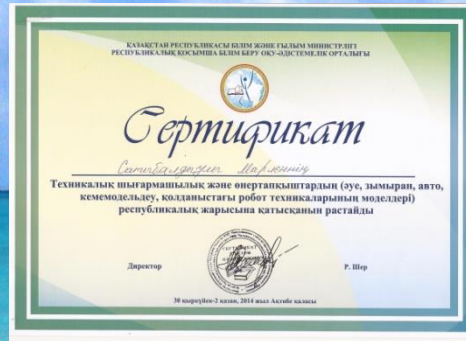 ҚАЗАҚСТАН РЕСПУБЛИКАСЫ БІЛІМ ЖӘНЕ ҒЫЛЫМ МИНИСТРЛІГІ
РЕСПУБЛИКАЛЫҚ ҚОСЫМША БІЛІМ БЕРУ ОҚУ-ӘДІСТЕМЕЛІК ОРТАЛЫҒЫ
Сертификат
Техникалық шығармашылық және өнертапқыштардың (әуе, зымыран, авто,
кемемодельдеу, қолданыстағы робот техникаларының моделдері)
республикалық жарысына қатысқанын растайды
Директор
Р. Шер
30 қыркүйек-2 қазан, 2014 жыл Ақтөбе қаласы